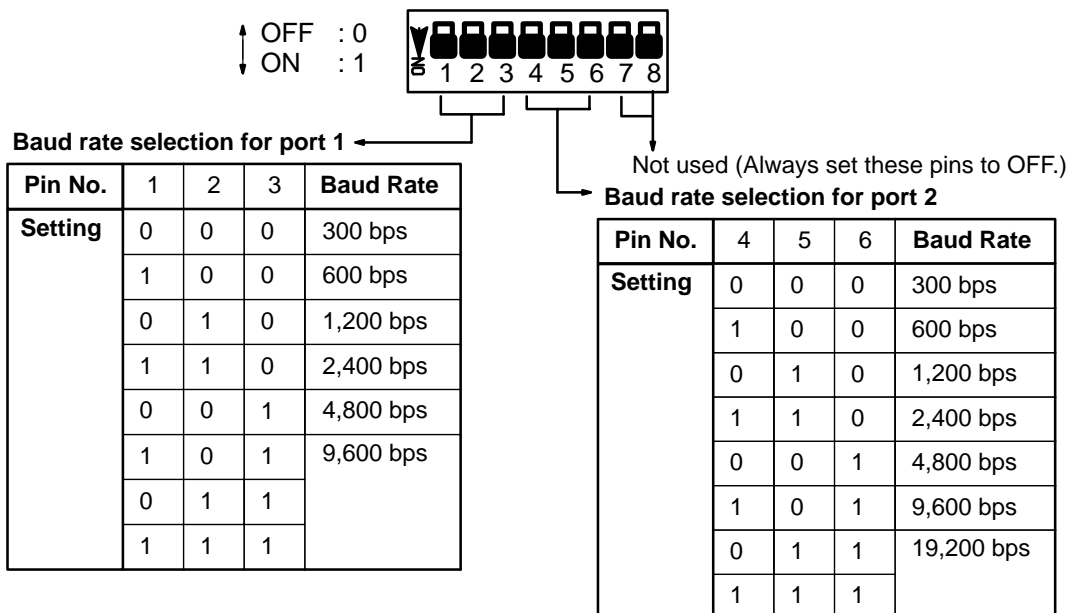 OFF : 0
ON : 1
ON
1 2 3 4 5 6 7 8
Baud rate selection for port 1
Pin No. 1 2 3 Baud Rate
Setting 0 0 0 300 bps
1 0 0 600 bps
0 1 0 1,200 bps
1 1 0 2,400 bps
0 0 1 4,800 bps
1 0 1 9,600 bps
0 1 1
1 1 1
Not used (Always set these pins to OFF.)
Baud rate selection for port 2
Pin No. 4 5 6 Baud Rate
Setting 0 0 0 300 bps
1 0 0 600 bps
0 1 0 1,200 bps
1 1 0 2,400 bps
0 0 1 4,800 bps
1 0 1 9,600 bps
0 1 1 19,200 bps
1 1 1